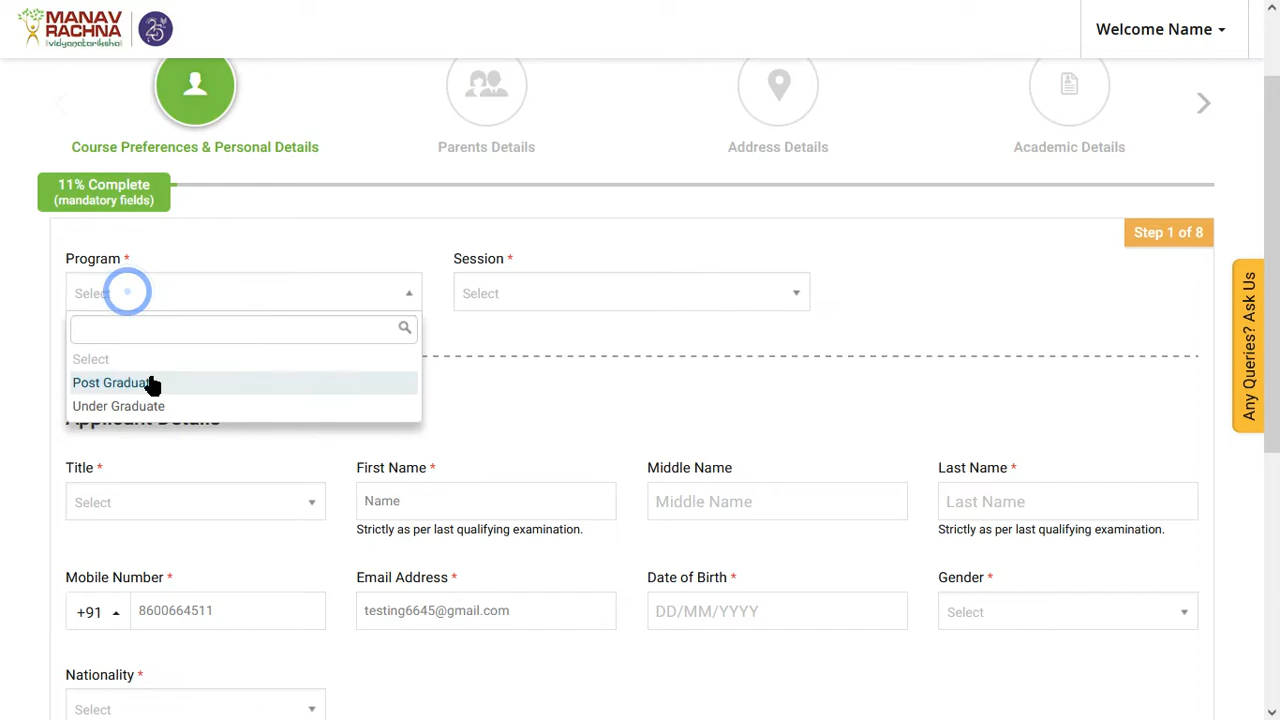 MANAV
RACHNA
vidyanatariksha
25
Welcome Name
Course Preferences & Personal Details
Parents Details
Address Details
Academic Details
11% Complete
(mandatory fields)
Step 1 of 8
Program *
Session *
Select
Select
Select
Post Graduate
Under Graduate
Applicant Details
Title *
First Name *
Middle Name
Last Name *
Select
Name
Middle Name
Last Name
Strictly as per last qualifying examination.
Strictly as per last qualifying examination.
Mobile Number *
Email Address *
Date of Birth *
Gender *
+91
8600664511
testing6645@gmail.com
DD/MM/YYYY
Select
Nationality *
Select
Any Queries? Ask Us